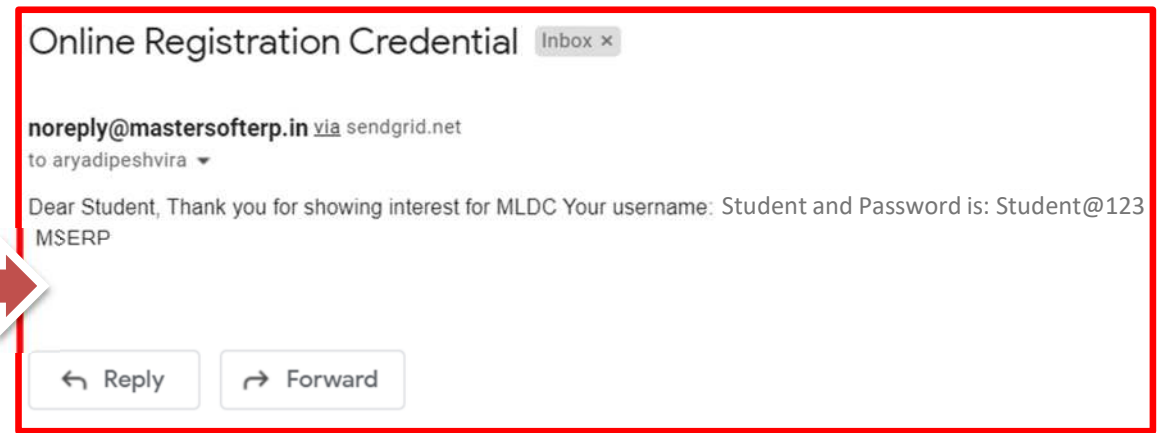 Online Registration Credential Inbox ×
noreply@mastersofterp.in via sendgrid.net
to aryadipeshvira
Dear Student, Thank you for showing interest for MLDC Your username: Student and Password is: Student@123
MSERP
Reply Forward